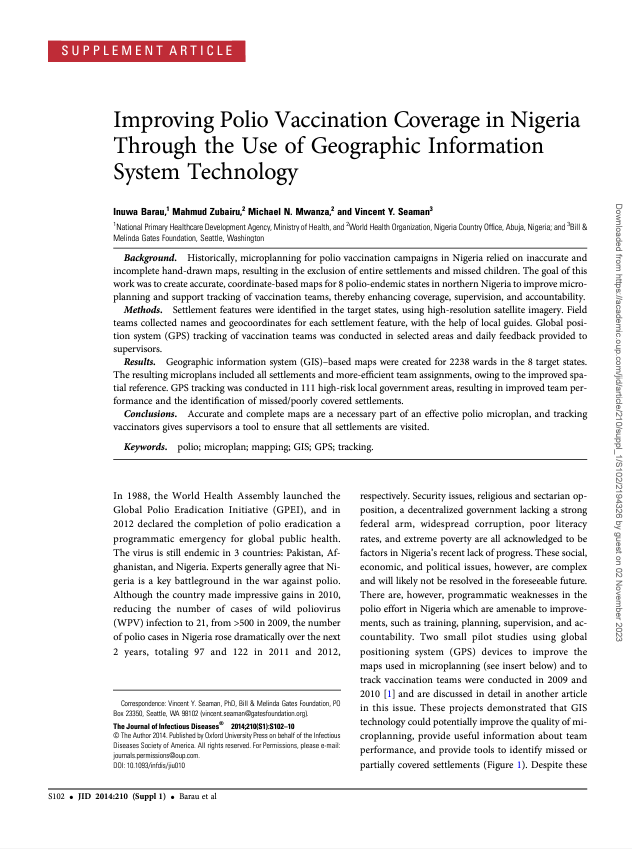 SUPPLEMENT ARTICLE
Improving Polio Vaccination Coverage in Nigeria
Through the Use of Geographic Information
System Technology
Inuwa Barau,1 Mahmud Zubairu,2 Michael N. Mwanza,2 and Vincent Y. Seaman3
1National Primary Healthcare Development Agency, Ministry of Health, and 2World Health Organization, Nigeria Country Office, Abuja, Nigeria; and 3Bill &
Melinda Gates Foundation, Seattle, Washington
Background. Historically, microplanning for polio vaccination campaigns in Nigeria relied on inaccurate and
incomplete hand-drawn maps, resulting in the exclusion of entire settlements and missed children. The goal of this
work was to create accurate, coordinate-based maps for 8 polio-endemic states in northern Nigeria to improve micro-
planning and support tracking of vaccination teams, thereby enhancing coverage, supervision, and accountability.
Methods. Settlement features were identified in the target states, using high-resolution satellite imagery. Field
teams collected names and geocoordinates for each settlement feature, with the help of local guides. Global posi-
tion system (GPS) tracking of vaccination teams was conducted in selected areas and daily feedback provided to
supervisors.
Results. Geographic information system (GIS)–based maps were created for 2238 wards in the 8 target states.
The resulting microplans included all settlements and more-efficient team assignments, owing to the improved spa-
tial reference. GPS tracking was conducted in 111 high-risk local government areas, resulting in improved team per-
formance and the identification of missed/poorly covered settlements.
Conclusions. Accurate and complete maps are a necessary part of an effective polio microplan, and tracking
vaccinators gives supervisors a tool to ensure that all settlements are visited.
Keywords. polio; microplan; mapping; GIS; GPS; tracking.
In 1988, the World Health Assembly launched the
Global Polio Eradication Initiative (GPEI), and in
2012 declared the completion of polio eradication a
programmatic emergency for global public health.
The virus is still endemic in 3 countries: Pakistan, Af-
ghanistan, and Nigeria. Experts generally agree that Ni-
geria is a key battleground in the war against polio.
Although the country made impressive gains in 2010,
reducing the number of cases of wild poliovirus
(WPV) infection to 21, from >500 in 2009, the number
of polio cases in Nigeria rose dramatically over the next
2 years, totaling 97 and 122 in 2011 and 2012,
Correspondence: Vincent Y. Seaman, PhD, Bill & Melinda Gates Foundation, PO
Box 23350, Seattle, WA 98102 (vincent.seaman@gatesfoundation.org).
The Journal of Infectious Diseases® 2014;210(S1):S102–10
© The Author 2014. Published by Oxford University Press on behalf of the Infectious
Diseases Society of America. All rights reserved. For Permissions, please e-mail:
journals.permissions@oup.com.
DOI: 10.1093/infdis/jiu010
respectively. Security issues, religious and sectarian op-
position, a decentralized government lacking a strong
federal arm, widespread corruption, poor literacy
rates, and extreme poverty are all acknowledged to be
factors in Nigeria's recent lack of progress. These social,
economic, and political issues, however, are complex
and will likely not be resolved in the foreseeable future.
There are, however, programmatic weaknesses in the
polio effort in Nigeria which are amenable to improve-
ments, such as training, planning, supervision, and ac-
countability. Two small pilot studies using global
positioning system (GPS) devices to improve the
maps used in microplanning (see insert below) and to
track vaccination teams were conducted in 2009 and
2010 [1] and are discussed in detail in another article
in this issue. These projects demonstrated that GIS
technology could potentially improve the quality of mi-
croplanning, provide useful information about team
performance, and provide tools to identify missed or
partially covered settlements (Figure 1). Despite these
S102 • JID 2014:210 (Suppl 1) • Barau et al
Downloaded from https://academic.oup.com/jid/article/210/suppl_1/S102/2194326 by guest on 02 November 2023